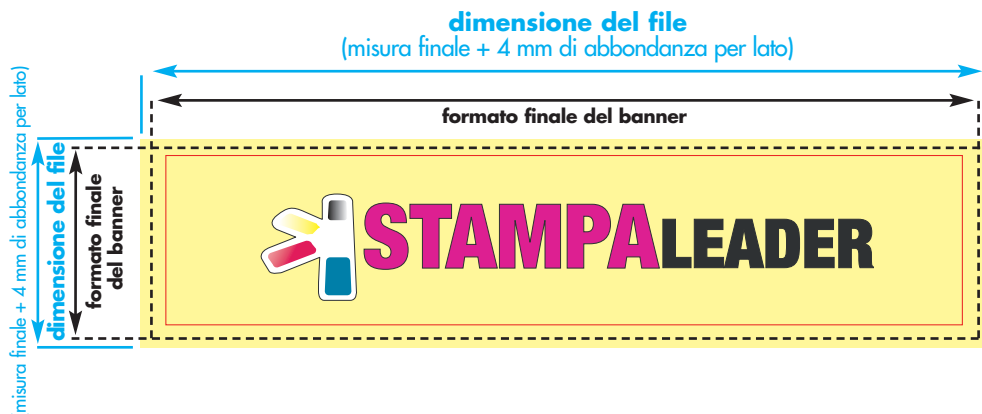 dimensione del file
(misura finale + 4 mm di abbondanza per lato)
formato finale del banner
misura finale + 4 mm di abbondanza per lato)
dimensione del file
formato finale
del banner
STAMPALEADER